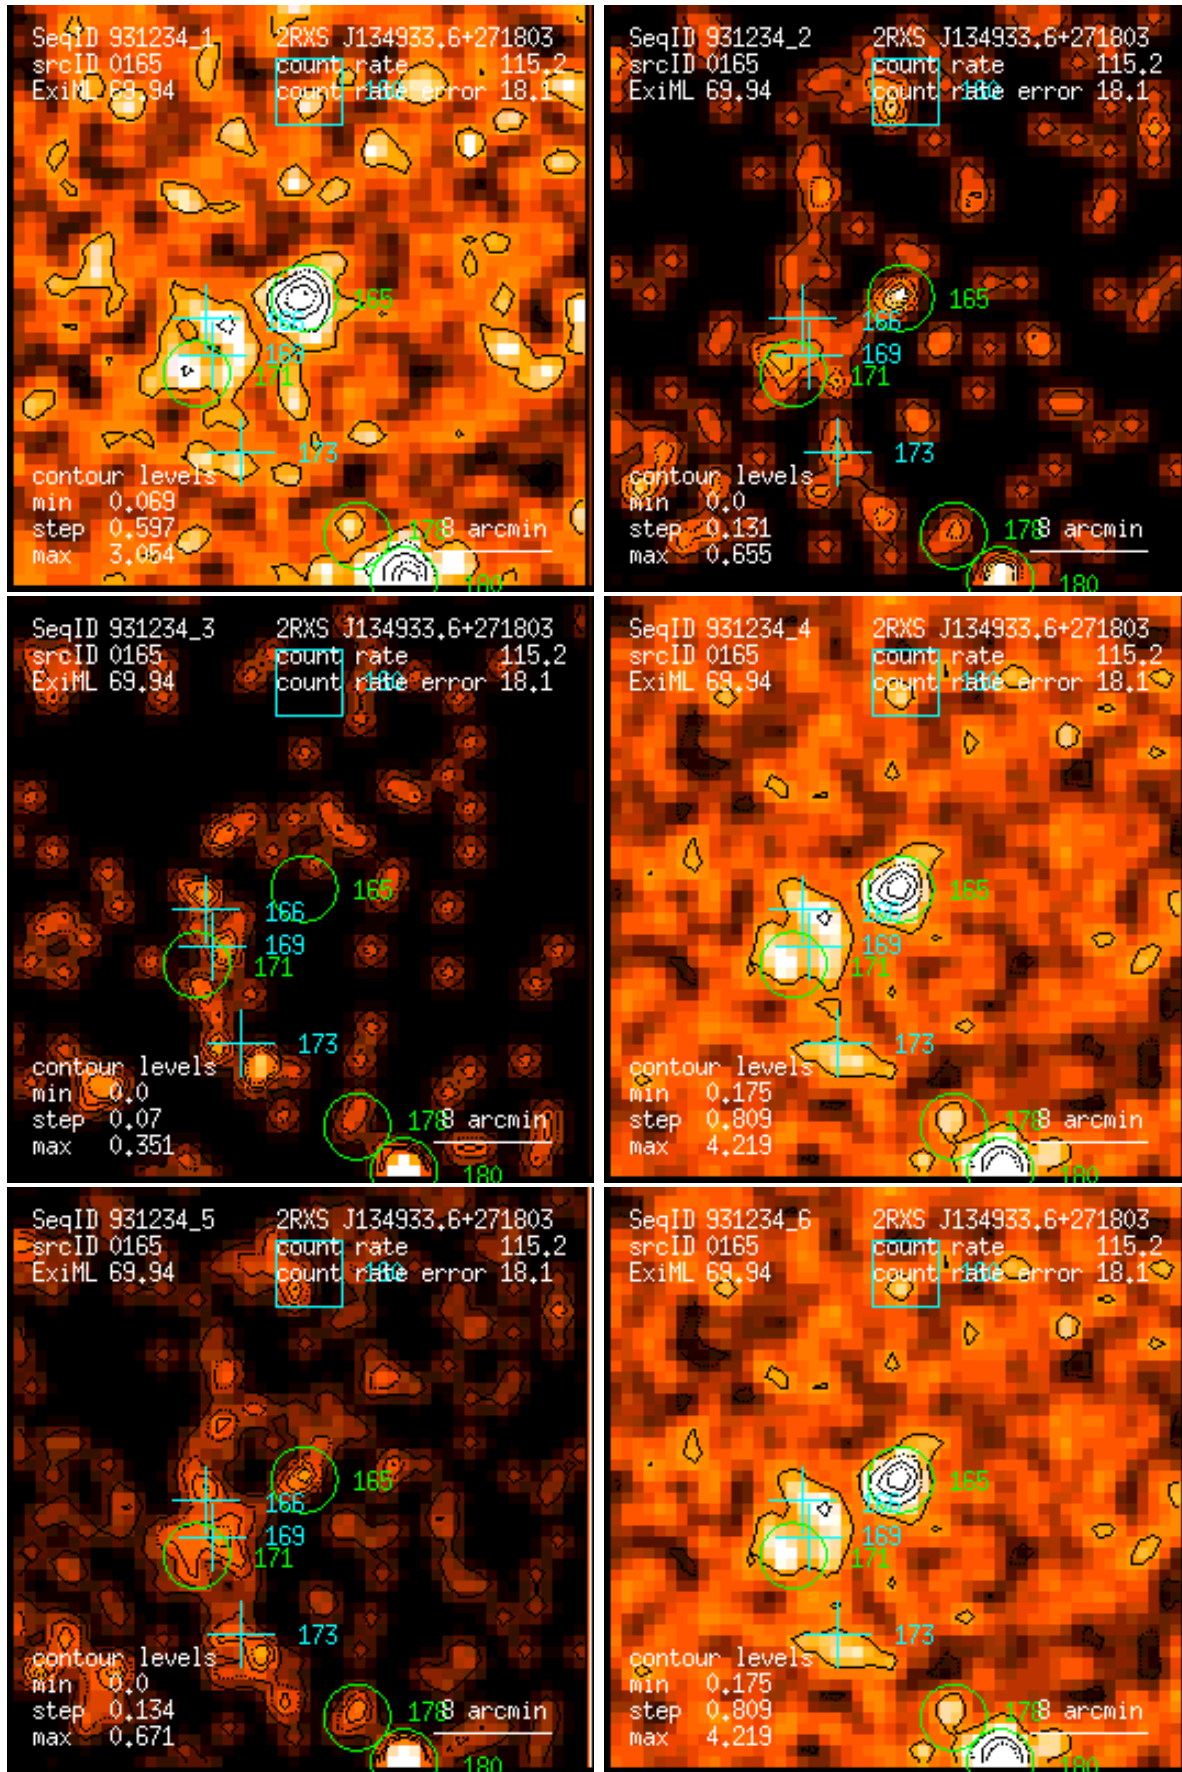 SeqID 931234_1 2RXS J134933.6+271803
srcID 0165 count rate 115.2
ExiML 69.94 count rate error 18.1
165
166
169
171
173
contour levels
min 0.069
step 0.597
max 3.054
178 8 arcmin
180
SeqID 931234_2 2RXS J134933.6+271803
srcID 0165 count rate 115.2
ExiML 69.94 count rate error 18.1
165
166
169
171
173
contour levels
min 0.0
step 0.131
max 0.655
178 8 arcmin
180
SeqID 931234_3 2RXS J134933.6+271803
srcID 0165 count rate 115.2
ExiML 69.94 count rate error 18.1
165
166
169
171
173
contour levels
min 0.0
step 0.07
max 0.351
178 8 arcmin
180
SeqID 931234_4 2RXS J134933.6+271803
srcID 0165 count rate 115.2
ExiML 69.94 count rate error 18.1
165
166
169
171
173
contour levels
min 0.175
step 0.809
max 4.219
178 8 arcmin
180
SeqID 931234_5 2RXS J134933.6+271803
srcID 0165 count rate 115.2
ExiML 69.94 count rate error 18.1
165
166
169
171
173
contour levels
min 0.0
step 0.134
max 0.671
178 8 arcmin
180
SeqID 931234_6 2RXS J134933.6+271803
srcID 0165 count rate 115.2
ExiML 69.94 count rate error 18.1
165
166
169
171
173
contour levels
min 0.175
step 0.809
max 4.219
178 8 arcmin
180